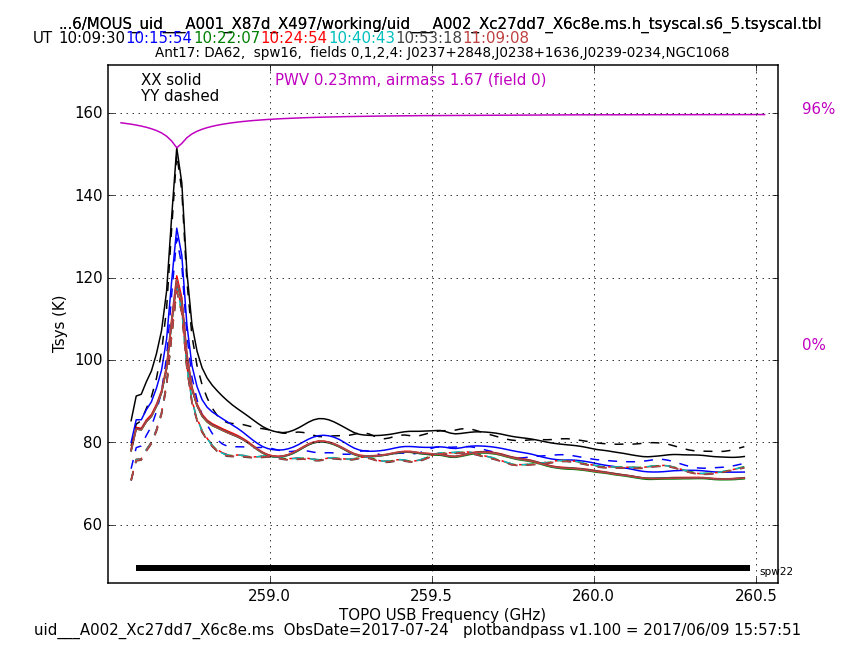 ...6/MOUS_uid___A001_X87d_X497/working/uid___A002_Xc27dd7_X6c8e.ms.h_tsyscal.s6_5.tsyscal.tbl
UT 10:09:30 10:15:54 10:22:07 10:24:54 10:40:43 10:53:18 11:09:08
Ant17: DA62, spw16, fields 0,1,2,4: J0237+2848,J0238+1636,J0239-0234,NGC1068
XX solid
PWV 0.23mm, airmass 1.67 (field 0)
YY dashed
96%
0%
160
140
120
100
80
60
Tsys (K)
spw22
259.0
259.5
260.0
260.5
TOPO USB Frequency (GHz)
uid___A002_Xc27dd7_X6c8e.ms ObsDate=2017-07-24 plotbandpass v1.100 = 2017/06/09 15:57:51